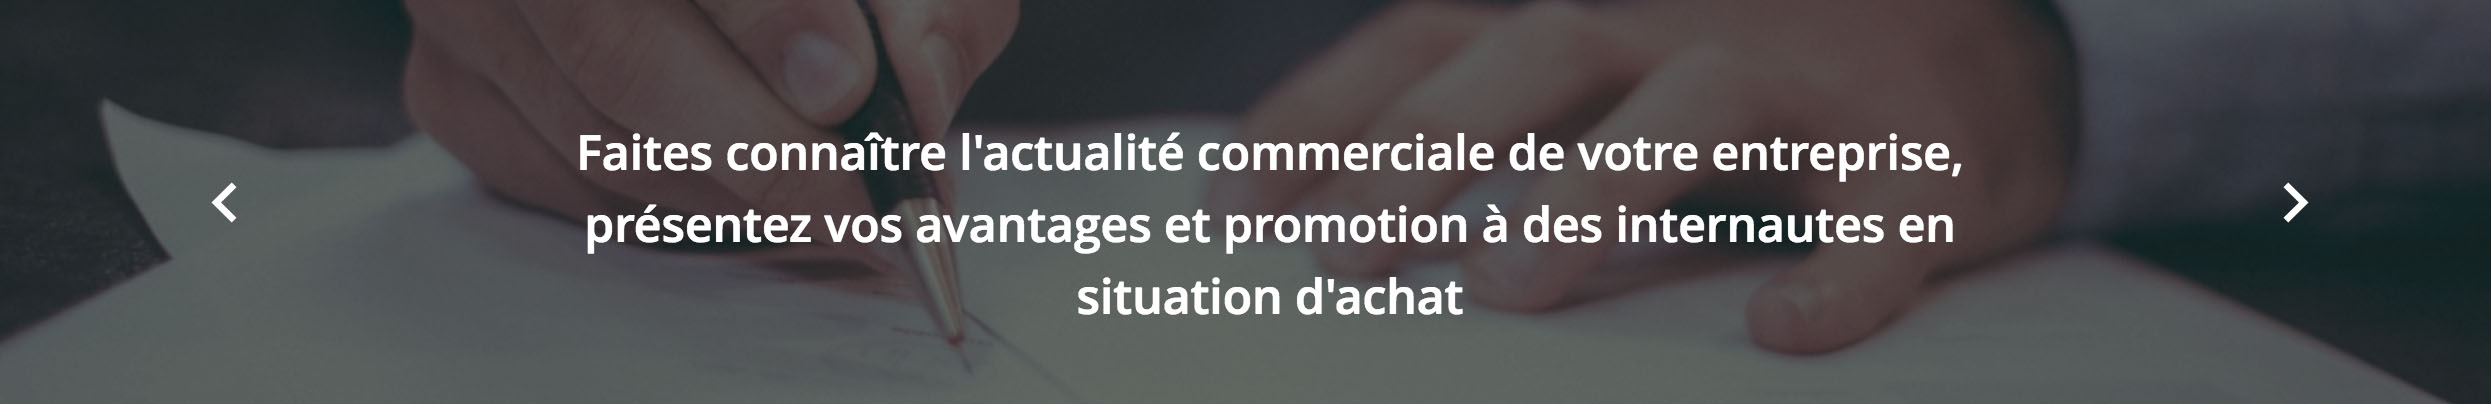 Faites connaître l'actualité commerciale de votre entreprise,
présentez vos avantages et promotion à des internautes en
situation d'achat